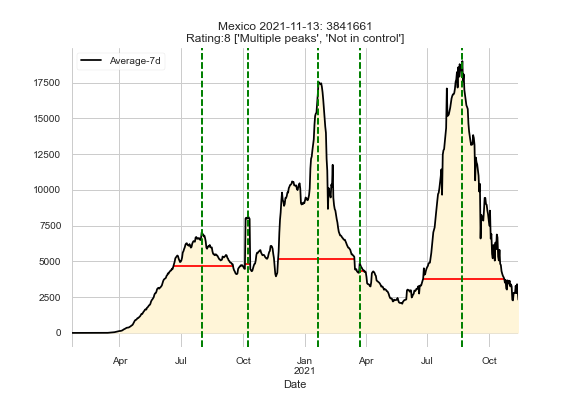 Mexico 2021-11-13: 3841661
Rating:8 ['Multiple peaks', 'Not in control']
Average-7d
17500
15000
12500
10000
7500
5000
2500
0
Apr Jul Oct Jan Apr Jul Oct
2021
Date